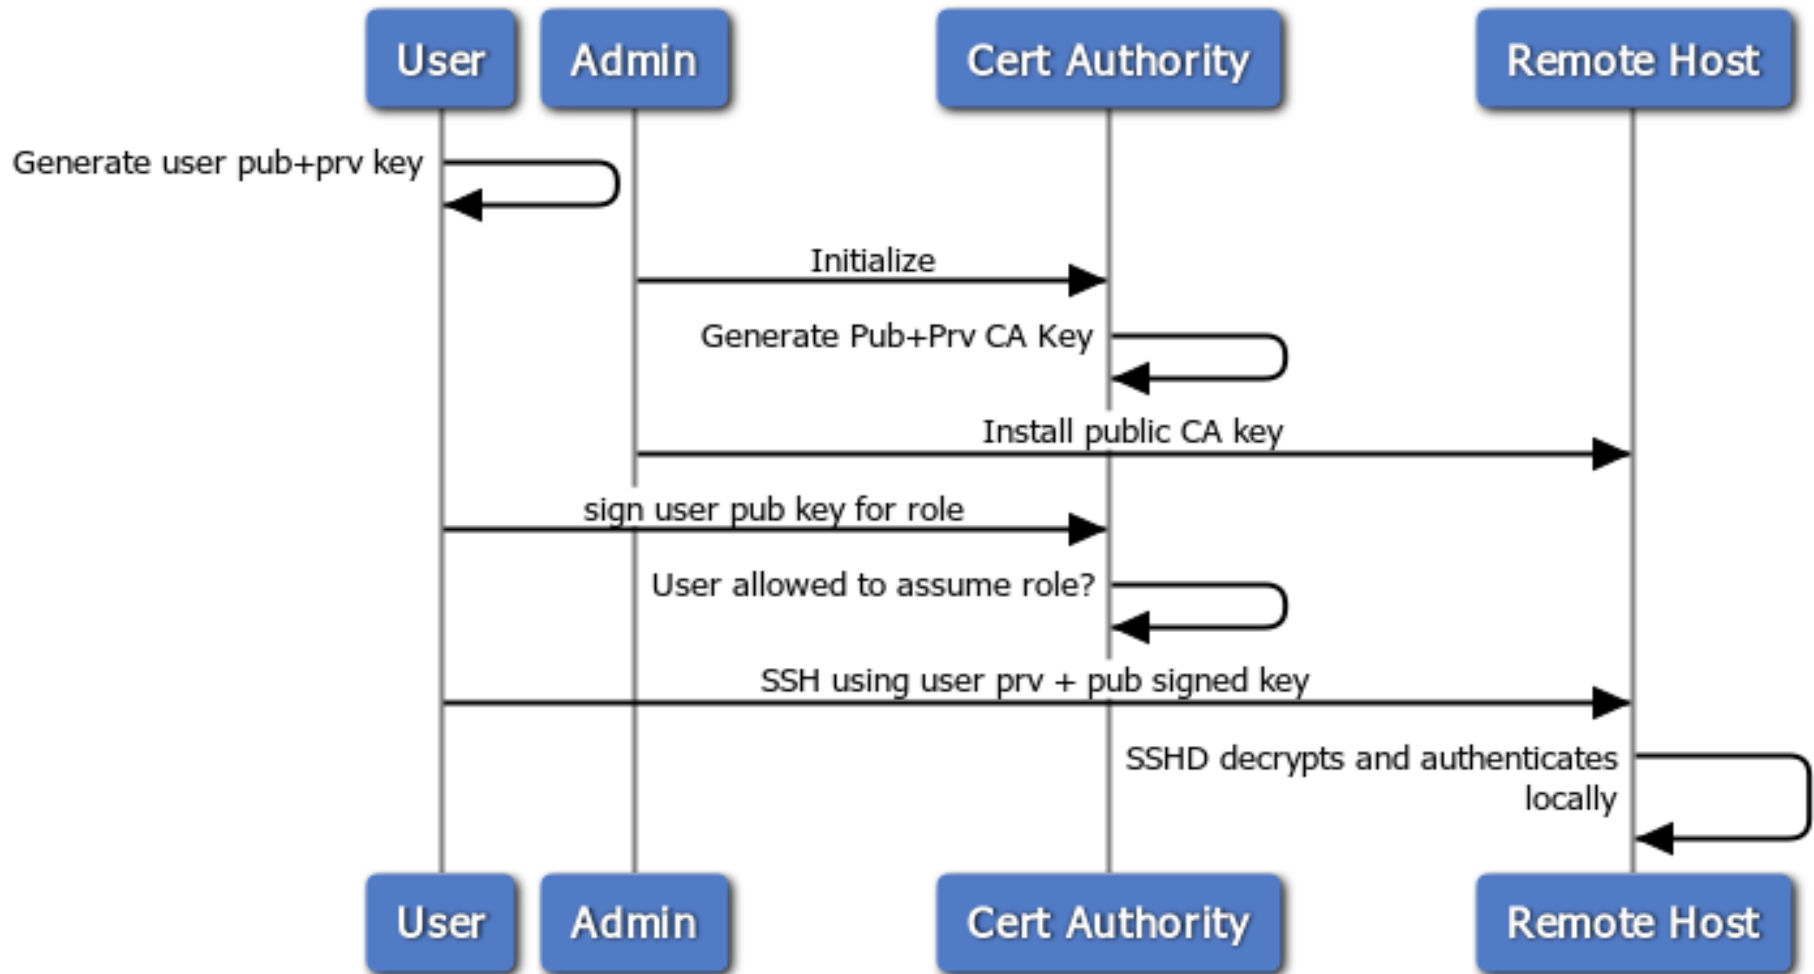 User
Admin
Cert Authority
Remote Host
Generate user pub+prv key
Initialize
Generate Pub+Prv CA Key
Install public CA key
sign user pub key for role
User allowed to assume role?
SSH using user prv + pub signed key
SSHD decrypts and authenticates
locally
User
Admin
Cert Authority
Remote Host